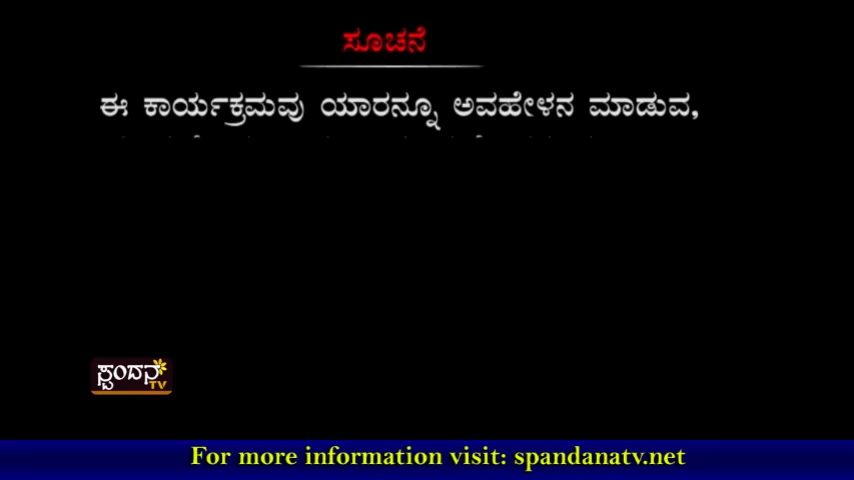 ಸೂಚನೆ
ಈ ಕಾರ್ಯಕ್ರಮವು ಯಾರನ್ನೂ ಅವಹೇಳನ ಮಾಡುವ,
ಸ್ಪಂದನ TV
For more information visit: spandanatv.net